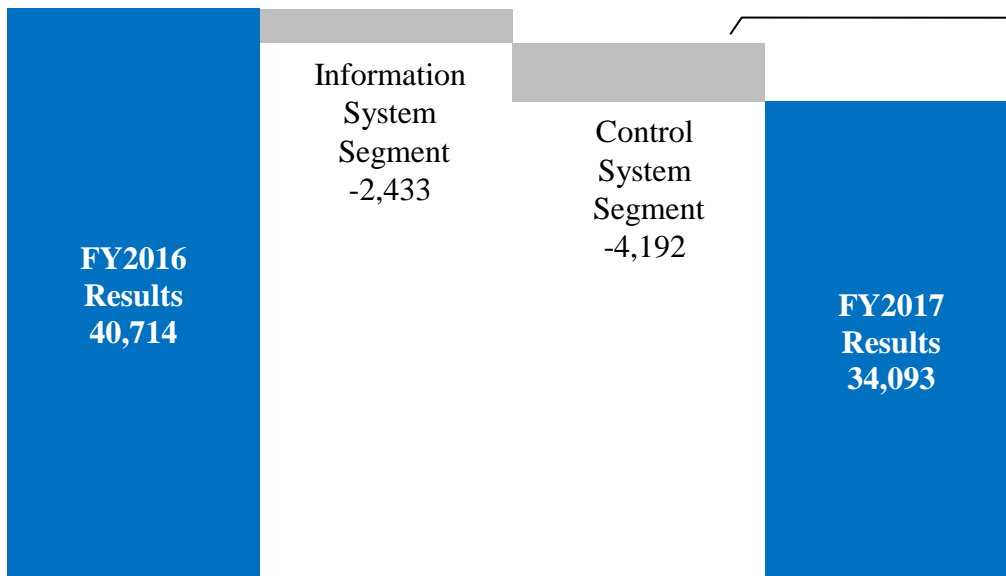 FY2016
Results
40,714
Information
System
Segment
-2,433
Control
System
Segment
-4,192
FY2017
Results
34,093